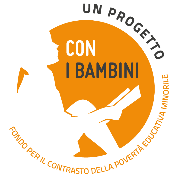 UN PROGETTO
CON
I BAMBINI
FONDO PER IL CONTRASTO DELLA POVERTÀ EDUCATIVA MINORILE